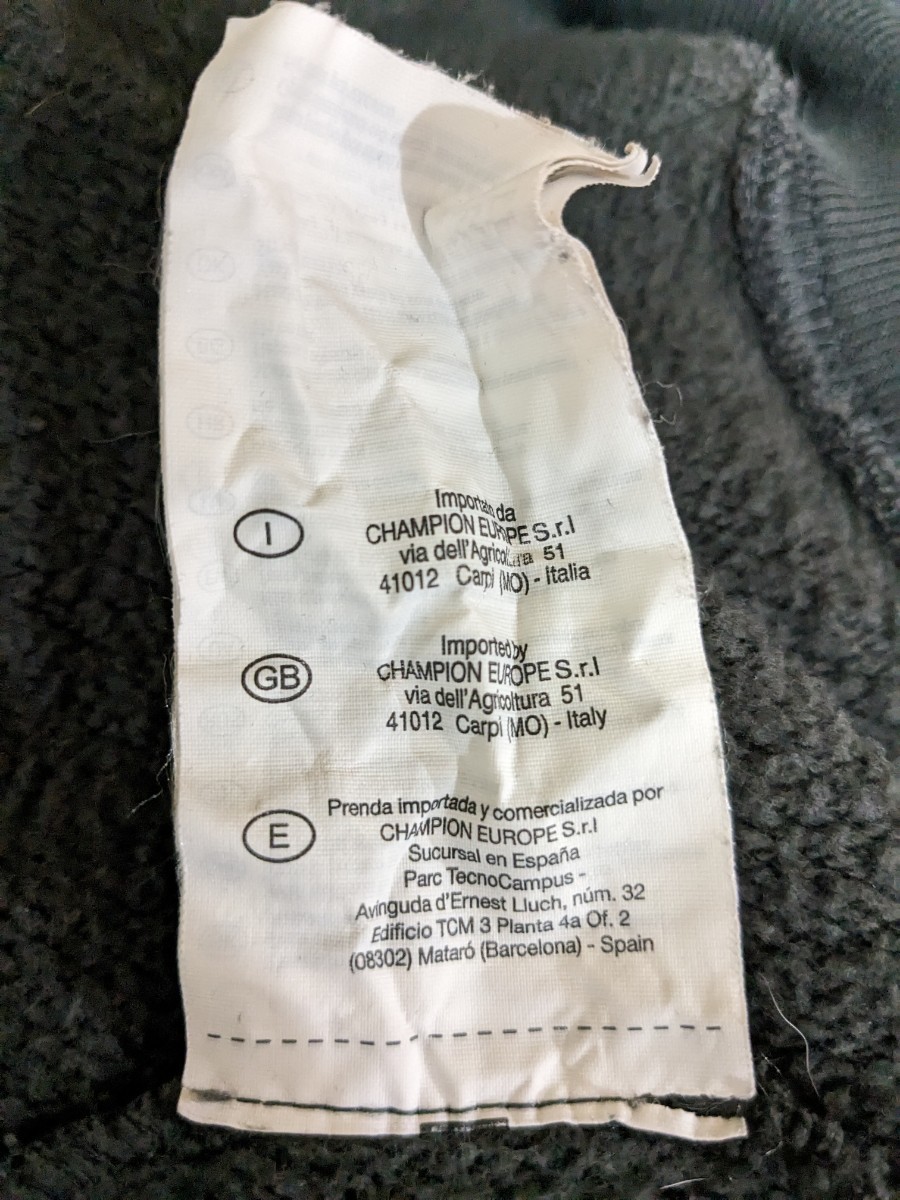 I
Importato da
CHAMPION EUROPE S.r.l
via dell'Agricoltura 51
41012 Carpi (MO) - Italia
GB
Imported by
CHAMPION EUROPE S.r.l
via dell'Agricoltura 51
41012 Carpi (MO) - Italy
E
Prenda importada y comercializada por
CHAMPION EUROPE S.r.l
Sucursal en España
Parc TecnoCampus -
Avinguda d'Ernest Lluch, núm. 32
Edificio TCM 3 Planta 4a Of. 2
(08302) Mataró (Barcelona) - Spain